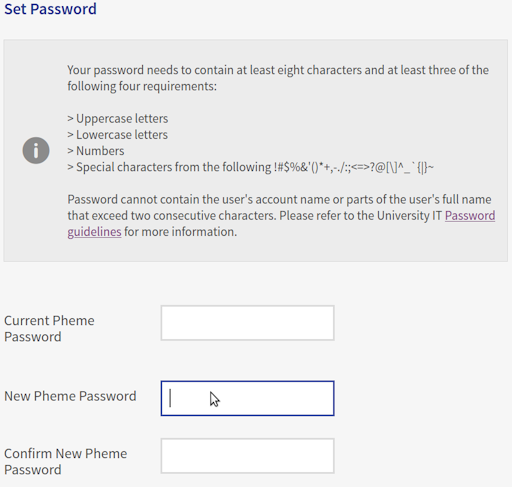 Set Password
Your password needs to contain at least eight characters and at least three of the
following four requirements:
> Uppercase letters
> Lowercase letters
> Numbers
> Special characters from the following !#$%&'()*+,-./:;<=>?@[\]^_`{|}~
Password cannot contain the user's account name or parts of the user's full name
that exceed two consecutive characters. Please refer to the University IT Password
guidelines for more information.
Current Pheme
Password
New Pheme Password
Confirm New Pheme
Password